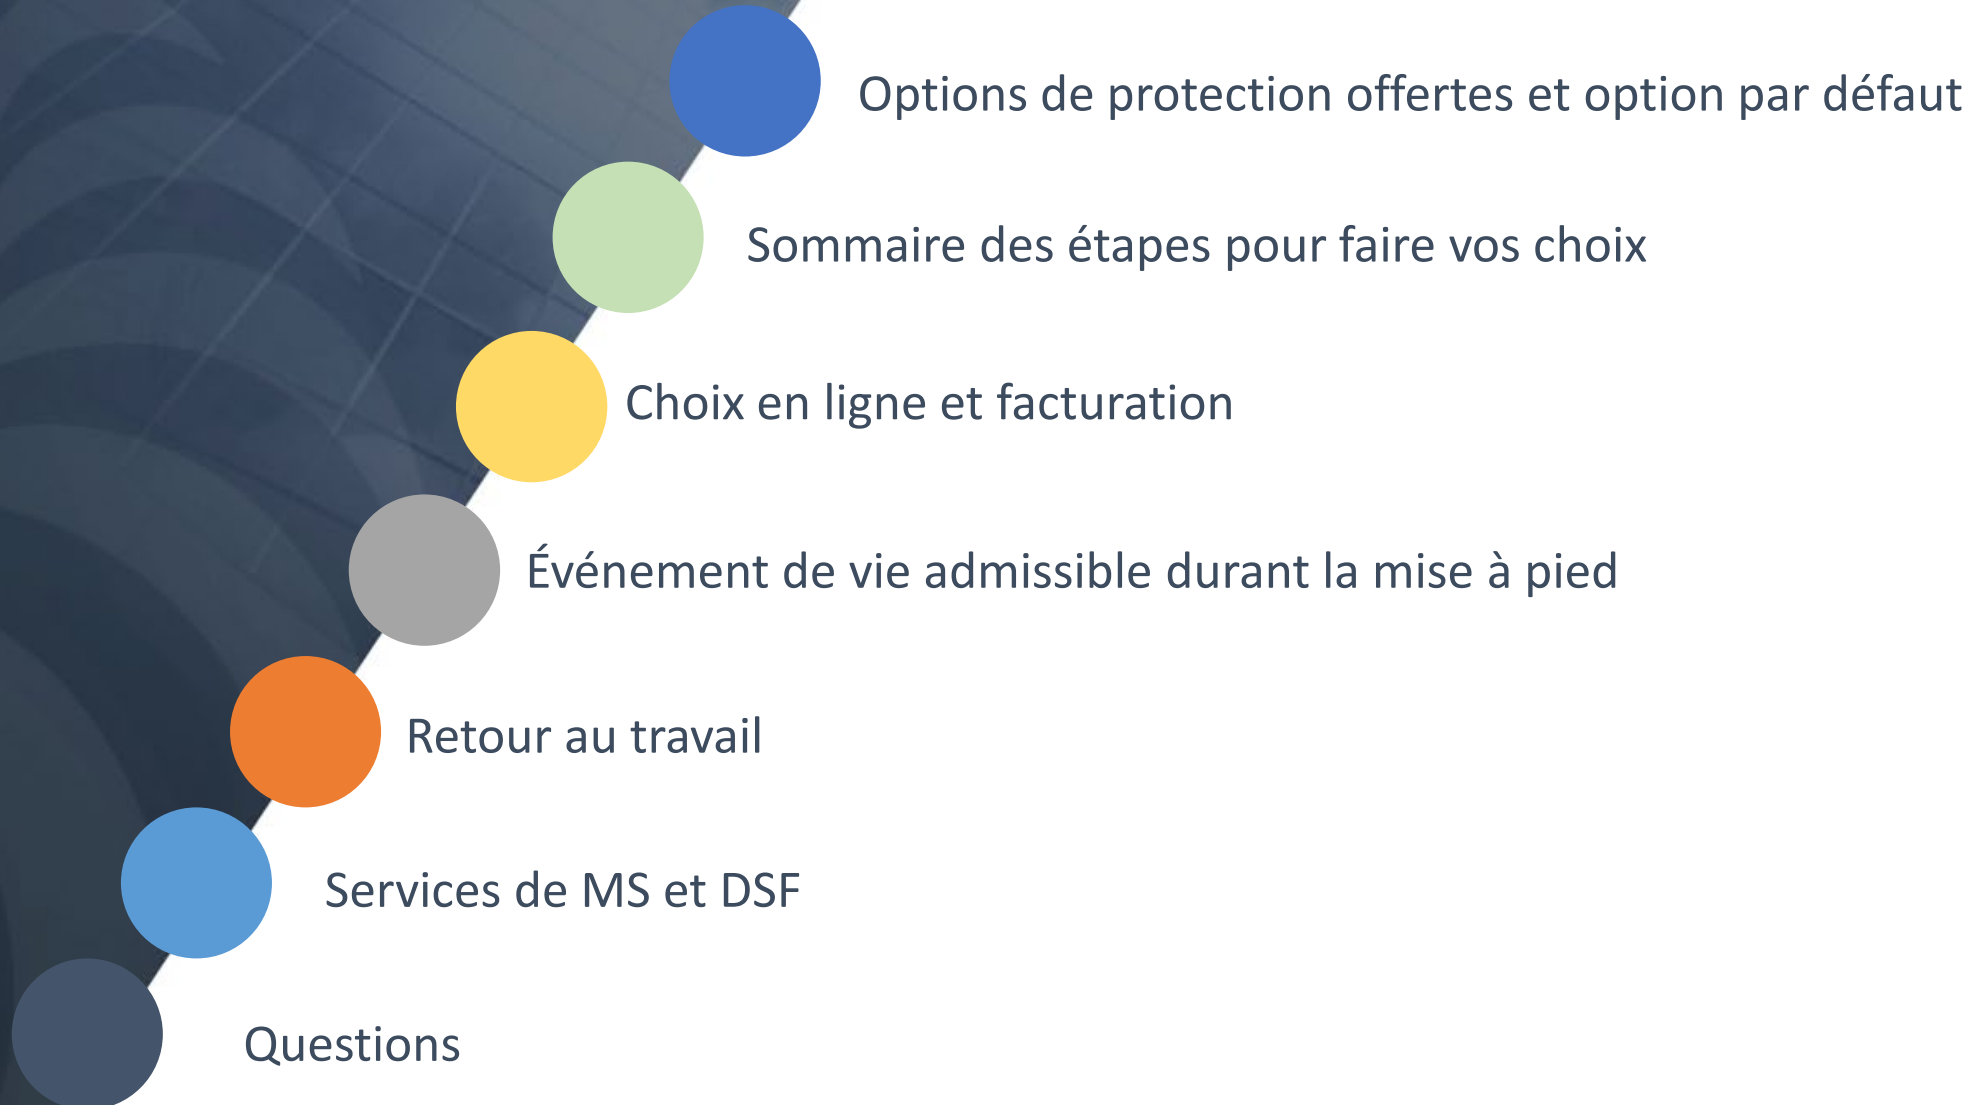 Options de protection offertes et option par défaut
Sommaire des étapes pour faire vos choix
Choix en ligne et facturation
Événement de vie admissible durant la mise à pied
Retour au travail
Services de MS et DSF
Questions